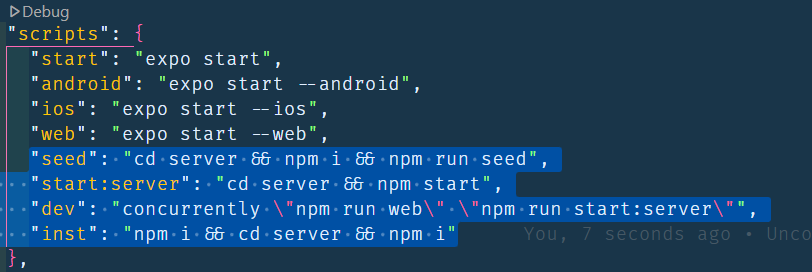 Debug
"scripts": {
"start": "expo start",
"android": "expo start --android",
"ios": "expo start --ios",
"web": "expo start --web",
"seed": "cd server && npm i && npm run seed",
"start:server": "cd server && npm start",
"dev": "concurrently \"npm run web\" \"npm run start:server\"",
"inst": "npm i && cd server && npm i" You, 7 seconds ago • Unco
},